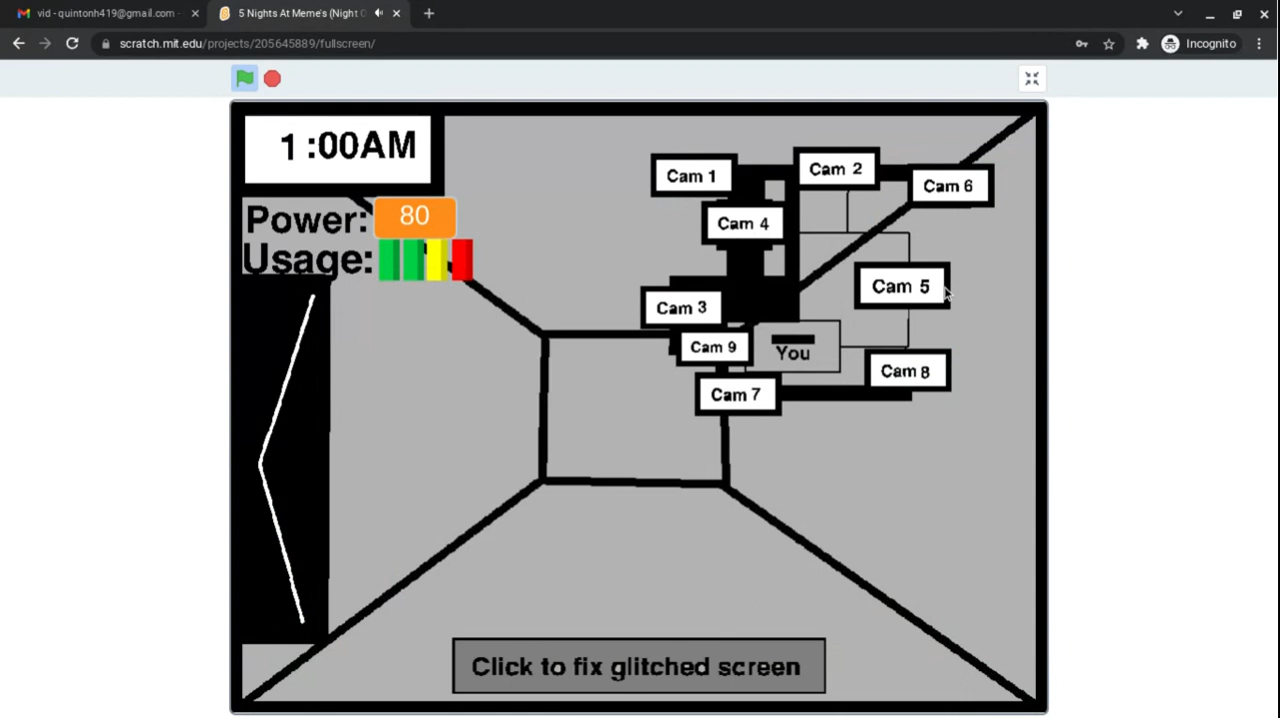 vid - quintonh419@gmail.com -
5 Nights At Meme's (Night O
scratch.mit.edu/projects/205645889/fullscreen/
Incognito
1:00AM
Power: 80
Usage:
Cam 1
Cam 2
Cam 6
Cam 4
Cam 5
Cam 3
Cam 9
You
Cam 8
Cam 7
Click to fix glitched screen